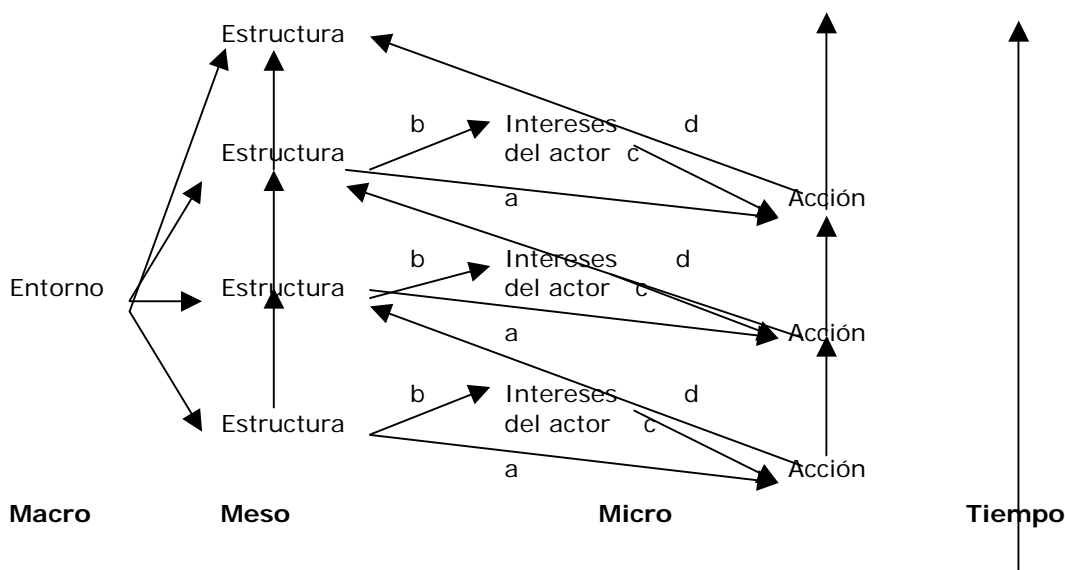 Estructura
b Intereses d
Estructura del actor c
a Acción
b Intereses d
Entorno Estructura del actor c
a Acción
b Intereses d
Estructura del actor c
a Acción
Macro Meso Micro Tiempo